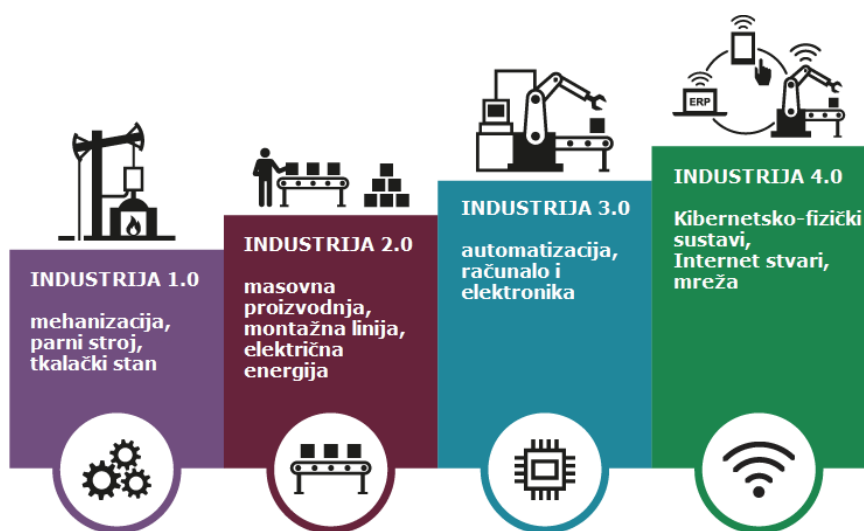 INDUSTRIJA 1.0
mehanizacija,
parni stroj,
tkalački stan
INDUSTRIJA 2.0
masovna
proizvodnja,
montažna linija,
električna
energija
INDUSTRIJA 3.0
automatizacija,
računalo i
elektronika
ERP
INDUSTRIJA 4.0
Kibernetsko-fizički
sustavi,
Internet stvari,
mreža